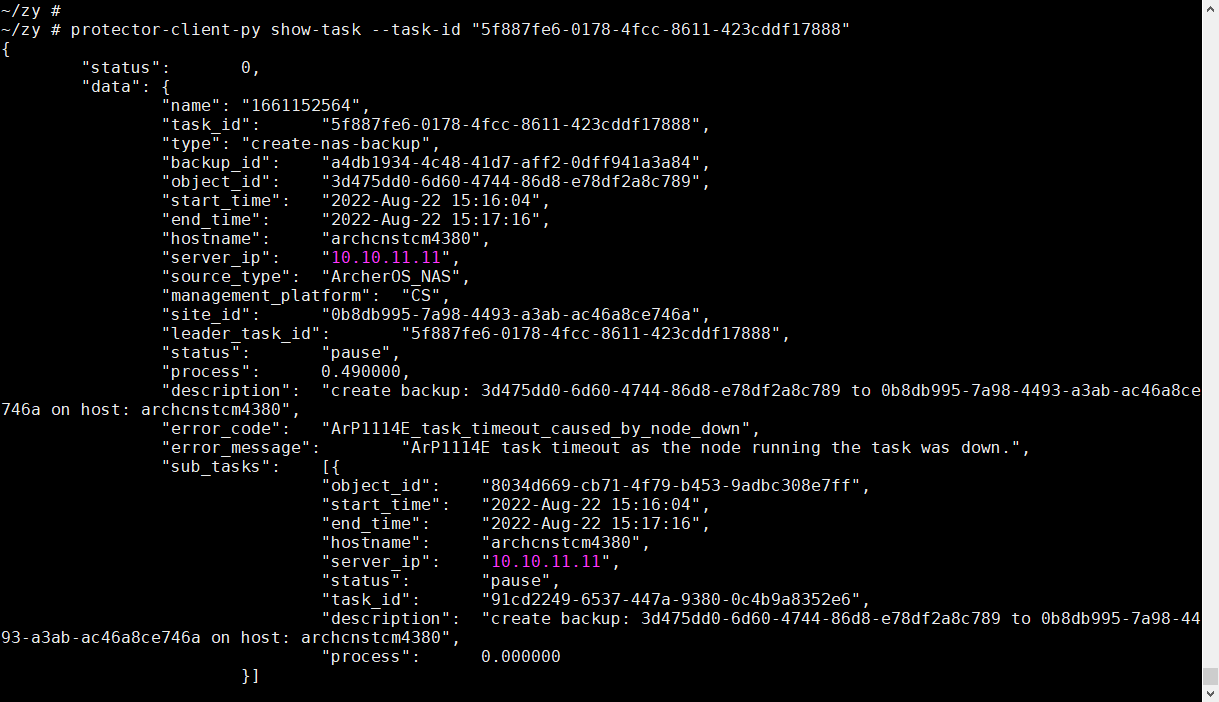 ~/zy #
~/zy # protector-client-py show-task --task-id "5f887fe6-0178-4fcc-8611-423cddf17888"
{
        "status":       0,
        "data": {
                "name": "1661152564",
                "task_id":      "5f887fe6-0178-4fcc-8611-423cddf17888",
                "type": "create-nas-backup",
                "backup_id":    "a4db1934-4c48-41d7-aff2-0dff941a3a84",
                "object_id":    "3d475dd0-6d60-4744-86d8-e78df2a8c789",
                "start_time":   "2022-Aug-22 15:16:04",
                "end_time":     "2022-Aug-22 15:17:16",
                "hostname":     "archcnstcm4380",
                "server_ip":    "10.10.11.11",
                "source_type":  "ArcherOS_NAS",
                "management_platform":  "CS",
                "site_id":      "0b8db995-7a98-4493-a3ab-ac46a8ce746a",
                "leader_task_id":       "5f887fe6-0178-4fcc-8611-423cddf17888",
                "status":       "pause",
                "process":      0.490000,
                "description":  "create backup: 3d475dd0-6d60-4744-86d8-e78df2a8c789 to 0b8db995-7a98-4493-a3ab-ac46a8ce
746a on host: archcnstcm4380",
                "error_code":   "ArP1114E_task_timeout_caused_by_node_down",
                "error_message":        "ArP1114E task timeout as the node running the task was down.",
                "sub_tasks":    [{
                                "object_id":    "8034d669-cb71-4f79-b453-9adbc308e7ff",
                                "start_time":   "2022-Aug-22 15:16:04",
                                "end_time":     "2022-Aug-22 15:17:16",
                                "hostname":     "archcnstcm4380",
                                "server_ip":    "10.10.11.11",
                                "status":       "pause",
                                "task_id":      "91cd2249-6537-447a-9380-0c4b9a8352e6",
                                "description":  "create backup: 3d475dd0-6d60-4744-86d8-e78df2a8c789 to 0b8db995-7a98-44
93-a3ab-ac46a8ce746a on host: archcnstcm4380",
                                "process":      0.000000
                        }]